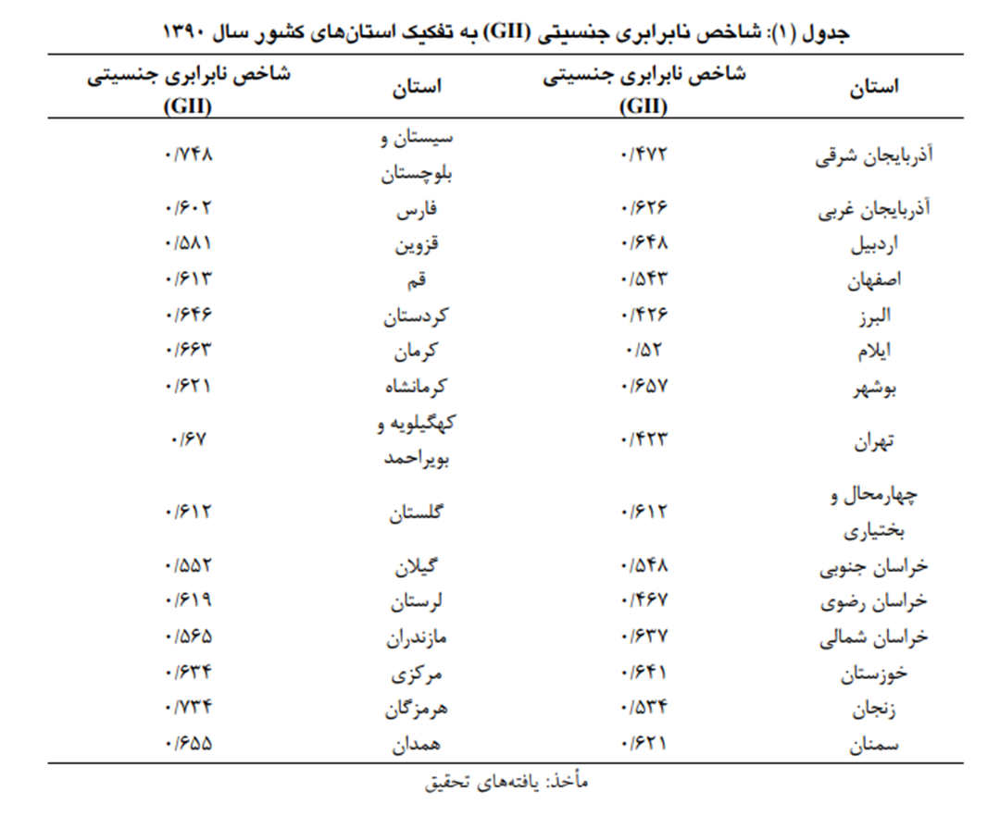 جدول (۱): شاخص نابرابری جنسیتی (GII) به تفکیک استان‌های کشور سال ۱۳۹۰
استان شاخص نابرابری جنسیتی (GII) استان شاخص نابرابری جنسیتی (GII)
آذربایجان شرقی ۰/۴۷۲ سیستان و بلوچستان ۰/۷۴۸
آذربایجان غربی ۰/۶۲۶ فارس ۰/۶۰۲
اردبیل ۰/۶۴۸ قزوین ۰/۵۸۱
اصفهان ۰/۵۴۳ قم ۰/۶۱۳
البرز ۰/۴۲۶ کردستان ۰/۶۴۶
ایلام ۰/۵۲ کرمان ۰/۶۶۳
بوشهر ۰/۶۵۷ کرمانشاه ۰/۶۲۱
تهران ۰/۴۲۳ کهگیلویه و بویراحمد ۰/۶۷
چهارمحال و بختیاری ۰/۶۱۲ گلستان ۰/۶۱۲
خراسان جنوبی ۰/۵۴۸ گیلان ۰/۵۵۲
خراسان رضوی ۰/۴۶۷ لرستان ۰/۶۱۹
خراسان شمالی ۰/۶۳۷ مازندران ۰/۵۶۵
خوزستان ۰/۶۴۱ مرکزی ۰/۶۳۴
زنجان ۰/۵۳۴ هرمزگان ۰/۷۳۴
سمنان ۰/۶۲۱ همدان ۰/۶۵۵
مأخذ: یافته‌های تحقیق